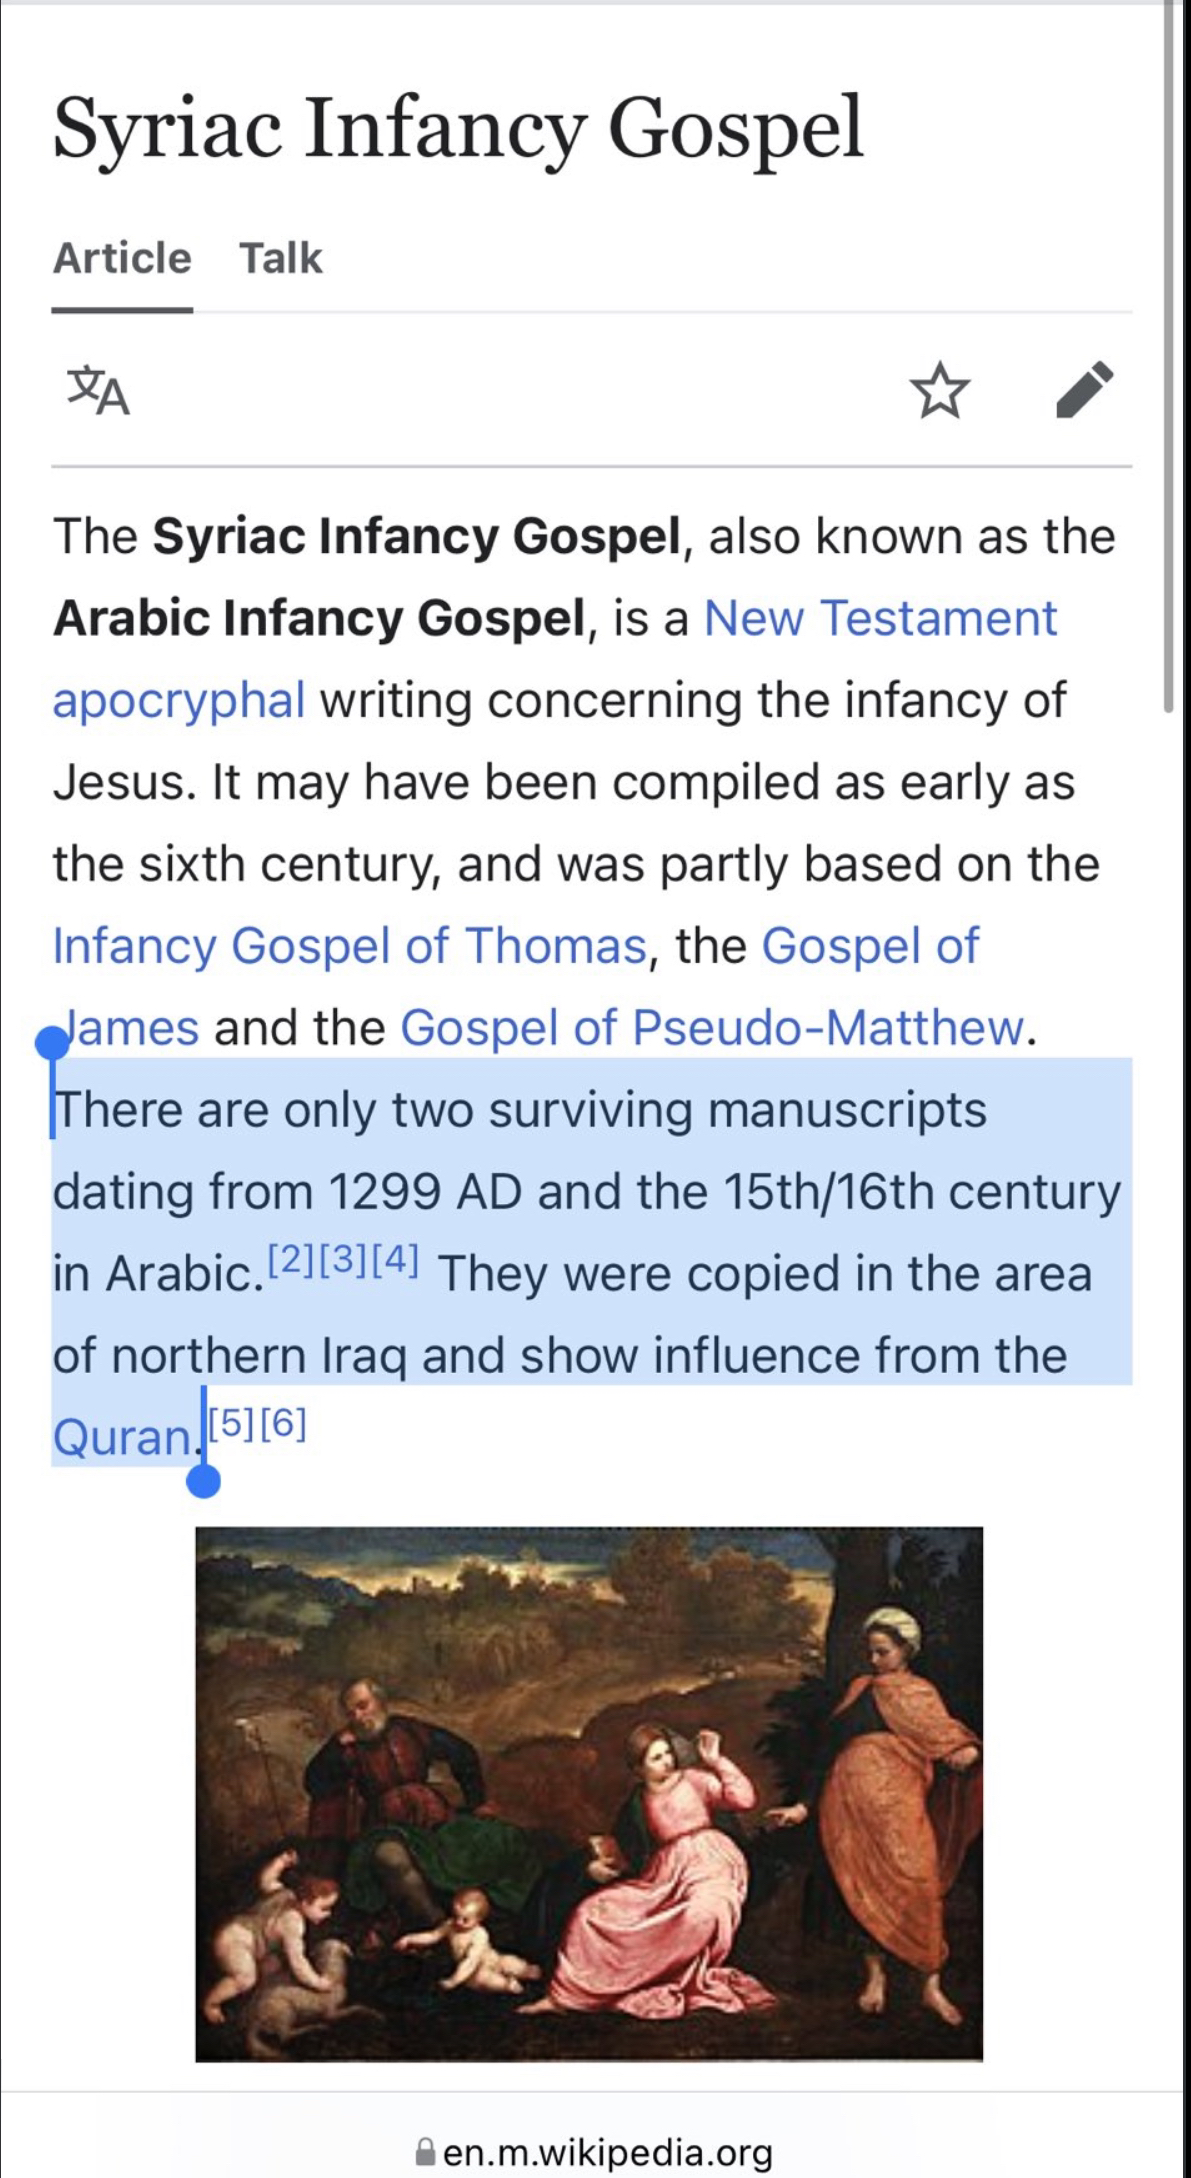 Syriac Infancy Gospel
Article Talk
文A
The Syriac Infancy Gospel, also known as the
Arabic Infancy Gospel, is a New Testament
apocryphal writing concerning the infancy of
Jesus. It may have been compiled as early as
the sixth century, and was partly based on the
Infancy Gospel of Thomas, the Gospel of
James and the Gospel of Pseudo-Matthew.
There are only two surviving manuscripts
dating from 1299 AD and the 15th/16th century
in Arabic.[2][3][4] They were copied in the area
of northern Iraq and show influence from the
Quran.[5][6]
en.m.wikipedia.org